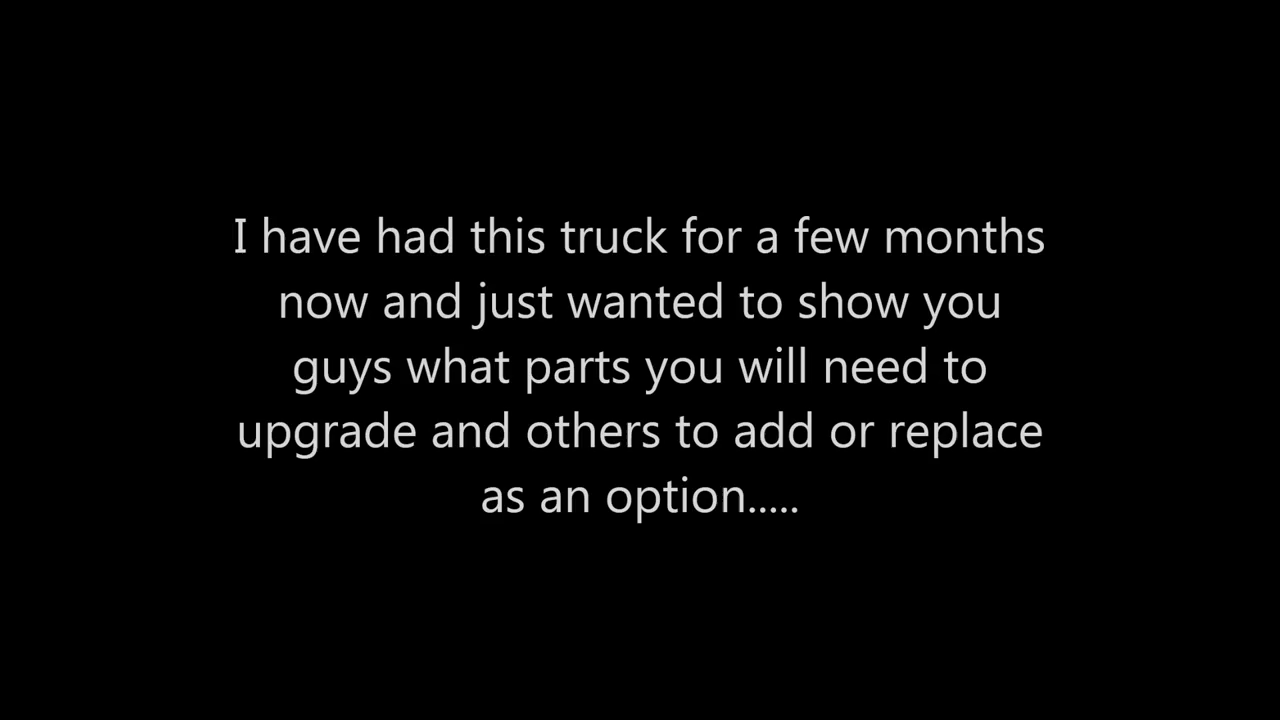 I have had this truck for a few months
now and just wanted to show you
guys what parts you will need to
upgrade and others to add or replace
as an option.....